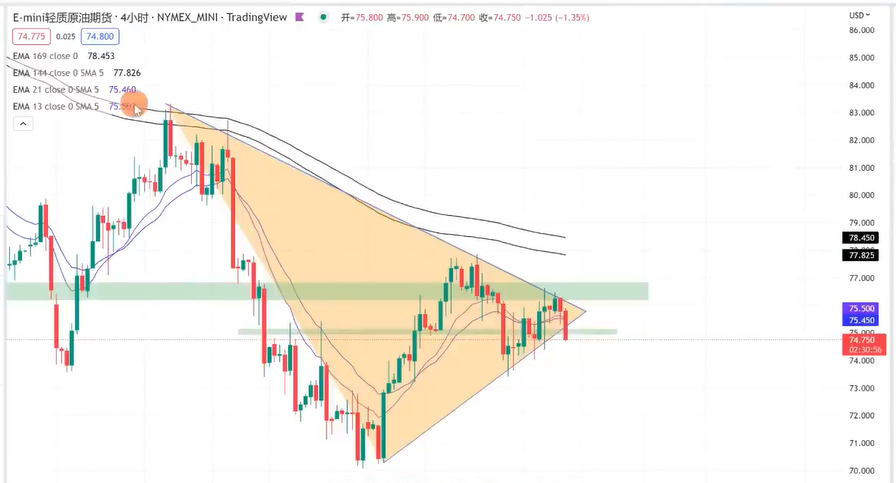 E-mini轻质原油期货 · 4小时 · NYMEX_MINI · TradingView 开=75.800 高=75.900 低=74.700 收=74.750 −1.025 (−1.35%)
USD
74.775 0.025 74.800
86.000
EMA 169 close 0 78.453
85.000
EMA 144 close 0 SMA 5 77.826
EMA 21 close 0 SMA 5 75.460
84.000
EMA 13 close 0 SMA 5
83.000
82.000
81.000
80.000
79.000
78.450
77.825
77.000
75.500
75.450
74.750
02:30:56
74.000
73.000
72.000
71.000
70.000